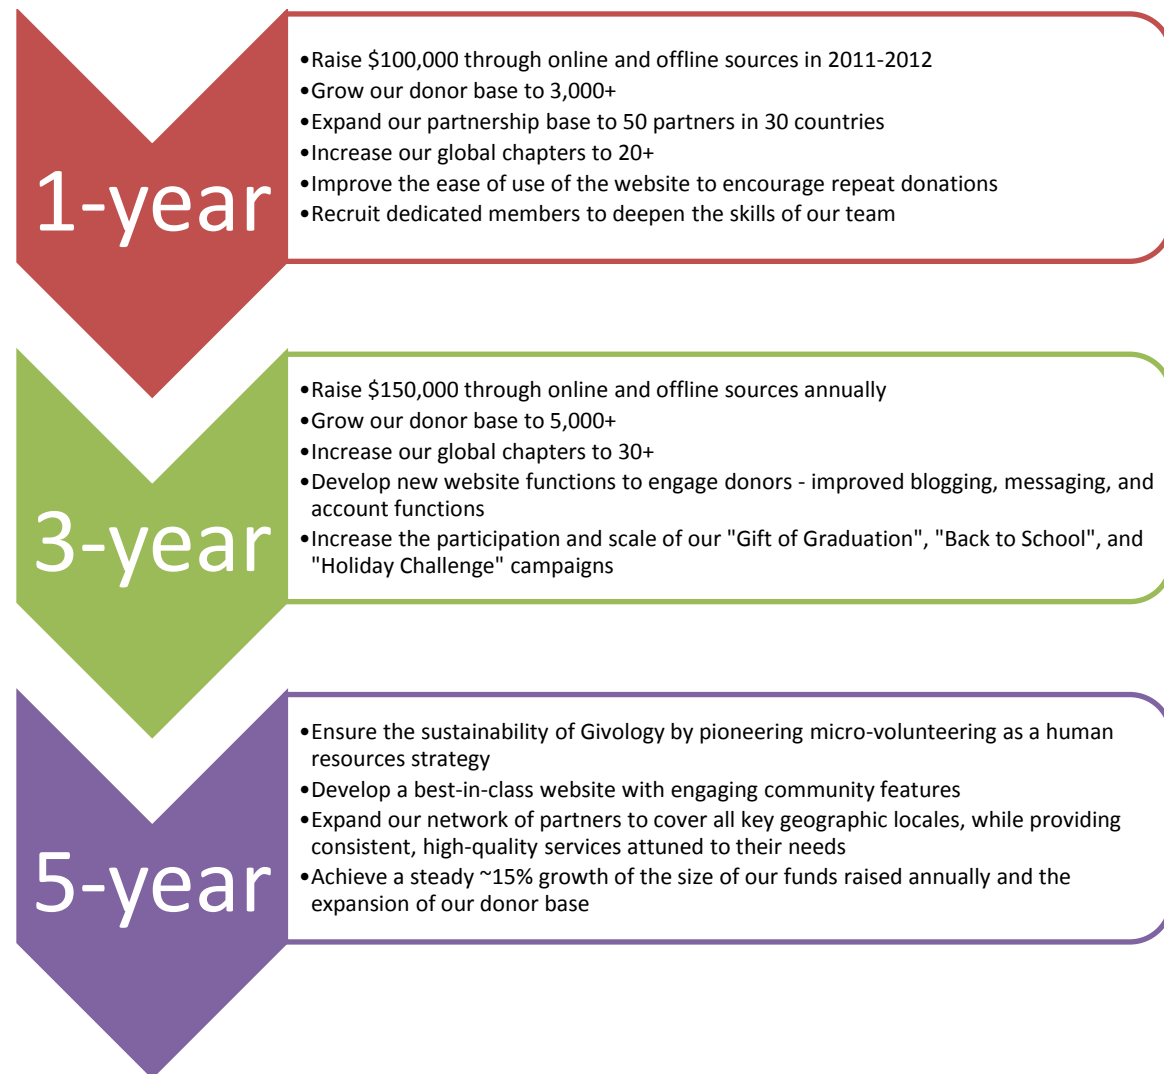 1-year
•Raise $100,000 through online and offline sources in 2011-2012
•Grow our donor base to 3,000+
•Expand our partnership base to 50 partners in 30 countries
•Increase our global chapters to 20+
•Improve the ease of use of the website to encourage repeat donations
•Recruit dedicated members to deepen the skills of our team
3-year
•Raise $150,000 through online and offline sources annually
•Grow our donor base to 5,000+
•Increase our global chapters to 30+
•Develop new website functions to engage donors - improved blogging, messaging, and
account functions
•Increase the participation and scale of our "Gift of Graduation", "Back to School", and
"Holiday Challenge" campaigns
5-year
•Ensure the sustainability of Givology by pioneering micro-volunteering as a human
resources strategy
•Develop a best-in-class website with engaging community features
•Expand our network of partners to cover all key geographic locales, while providing
consistent, high-quality services attuned to their needs
•Achieve a steady ~15% growth of the size of our funds raised annually and the
expansion of our donor base